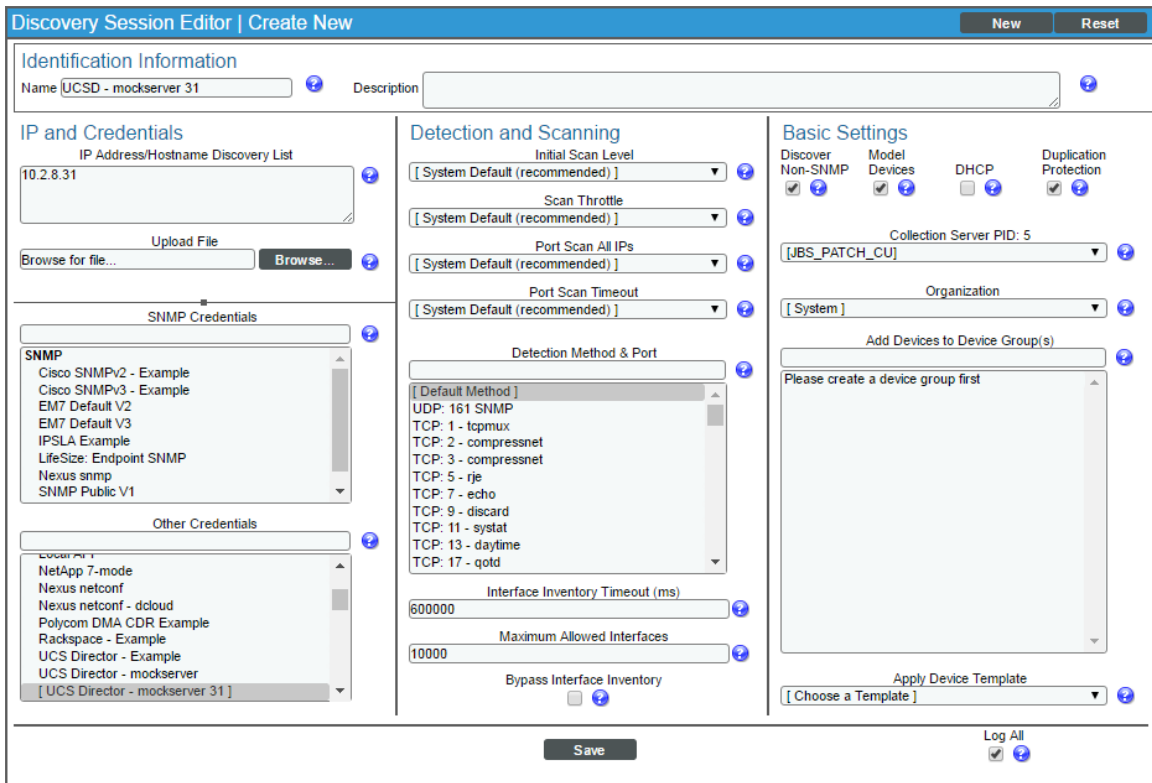 Discovery Session Editor | Create New
New
Reset
Identification Information
Name UCSD - mockserver 31
Description
IP and Credentials
IP Address/Hostname Discovery List
10.2.8.31
Upload File
Browse for file...
Browse...
SNMP Credentials
SNMP
Cisco SNMPv2 - Example
Cisco SNMPv3 - Example
EM7 Default V2
EM7 Default V3
IPSLA Example
LifeSize: Endpoint SNMP
Nexus snmp
SNMP Public V1
Other Credentials
Local API
NetApp 7-mode
Nexus netconf
Nexus netconf - dcloud
Polycom DMA CDR Example
Rackspace - Example
UCS Director - Example
UCS Director - mockserver
[ UCS Director - mockserver 31 ]
Detection and Scanning
Initial Scan Level
[ System Default (recommended) ]
Scan Throttle
[ System Default (recommended) ]
Port Scan All IPs
[ System Default (recommended) ]
Port Scan Timeout
[ System Default (recommended) ]
Detection Method & Port
[ Default Method ]
UDP: 161 SNMP
TCP: 1 - tcpmux
TCP: 2 - compressnet
TCP: 3 - compressnet
TCP: 5 - rje
TCP: 7 - echo
TCP: 9 - discard
TCP: 11 - systat
TCP: 13 - daytime
TCP: 17 - qotd
Interface Inventory Timeout (ms)
600000
Maximum Allowed Interfaces
10000
Bypass Interface Inventory
Basic Settings
Discover Non-SNMP
Model Devices
DHCP
Duplication Protection
Collection Server PID: 5
[JBS_PATCH_CU]
Organization
[ System ]
Add Devices to Device Group(s)
Please create a device group first
Apply Device Template
[ Choose a Template ]
Save
Log All